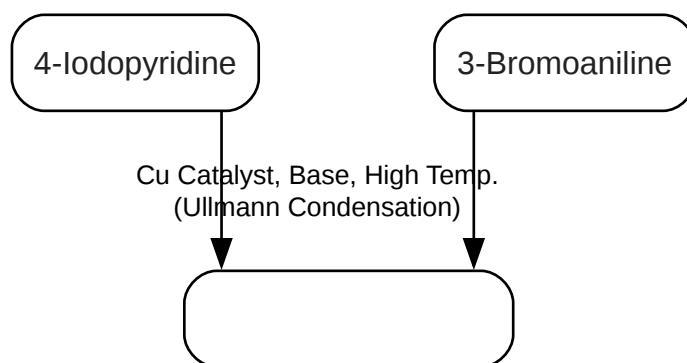 4-Iodopyridine
3-Bromoaniline
Cu Catalyst, Base, High Temp.
(Ullmann Condensation)